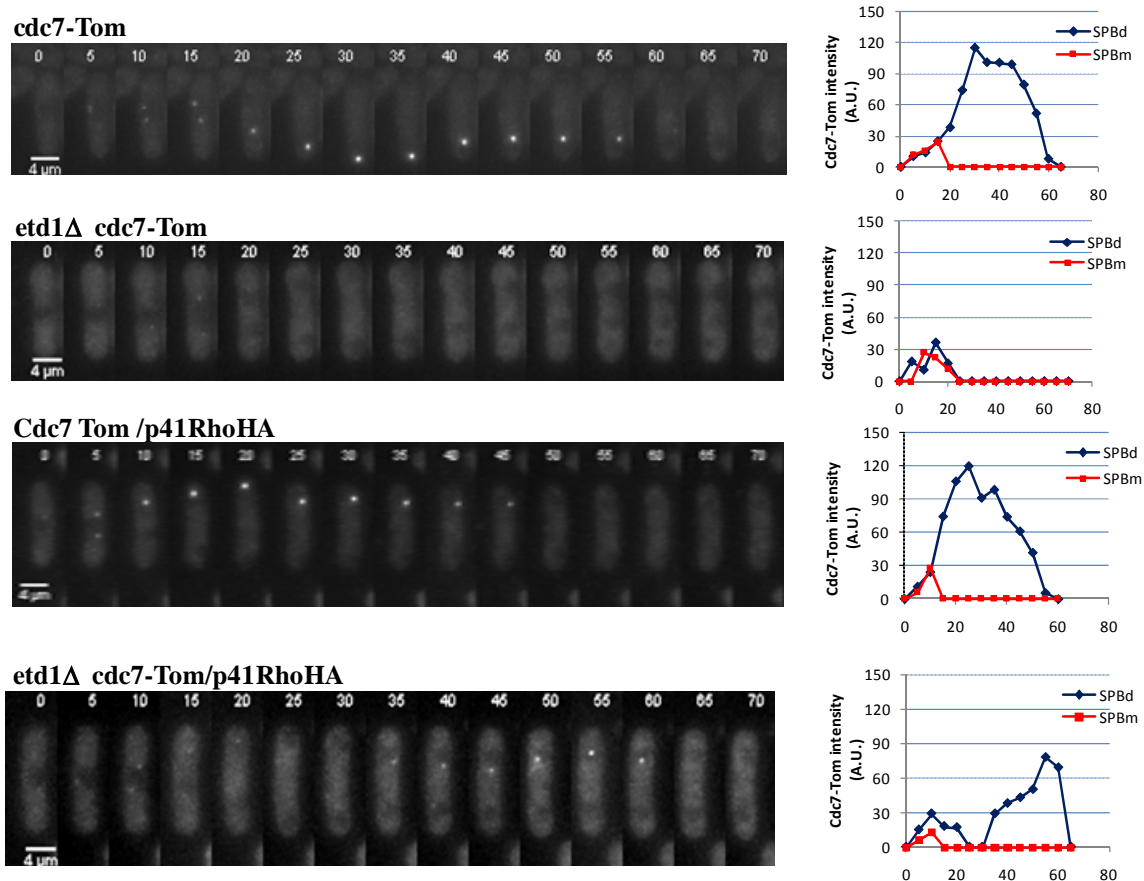 cdc7-Tom
0 5 10 15 20 25 30 35 40 45 50 55 60 65 70
4 µm
150
120
90
60
30
0
0 20 40 60 80
Cdc7-Tom intensity
(A.U.)
SPBd
SPBm
etd1Δ cdc7-Tom
0 5 10 15 20 25 30 35 40 45 50 55 60 65 70
4 µm
150
120
90
60
30
0
0 20 40 60 80
Cdc7-Tom intensity
(A.U.)
SPBd
SPBm
Cdc7 Tom /p41RhoHA
0 5 10 15 20 25 30 35 40 45 50 55 60 65 70
4 µm
150
120
90
60
30
0
0 20 40 60 80
Cdc7-Tom intensity
(A.U.)
SPBd
SPBm
etd1Δ cdc7-Tom/p41RhoHA
0 5 10 15 20 25 30 35 40 45 50 55 60 65 70
4 µm
150
120
90
60
30
0
0 20 40 60 80
Cdc7-Tom intensity
(A.U.)
SPBd
SPBm